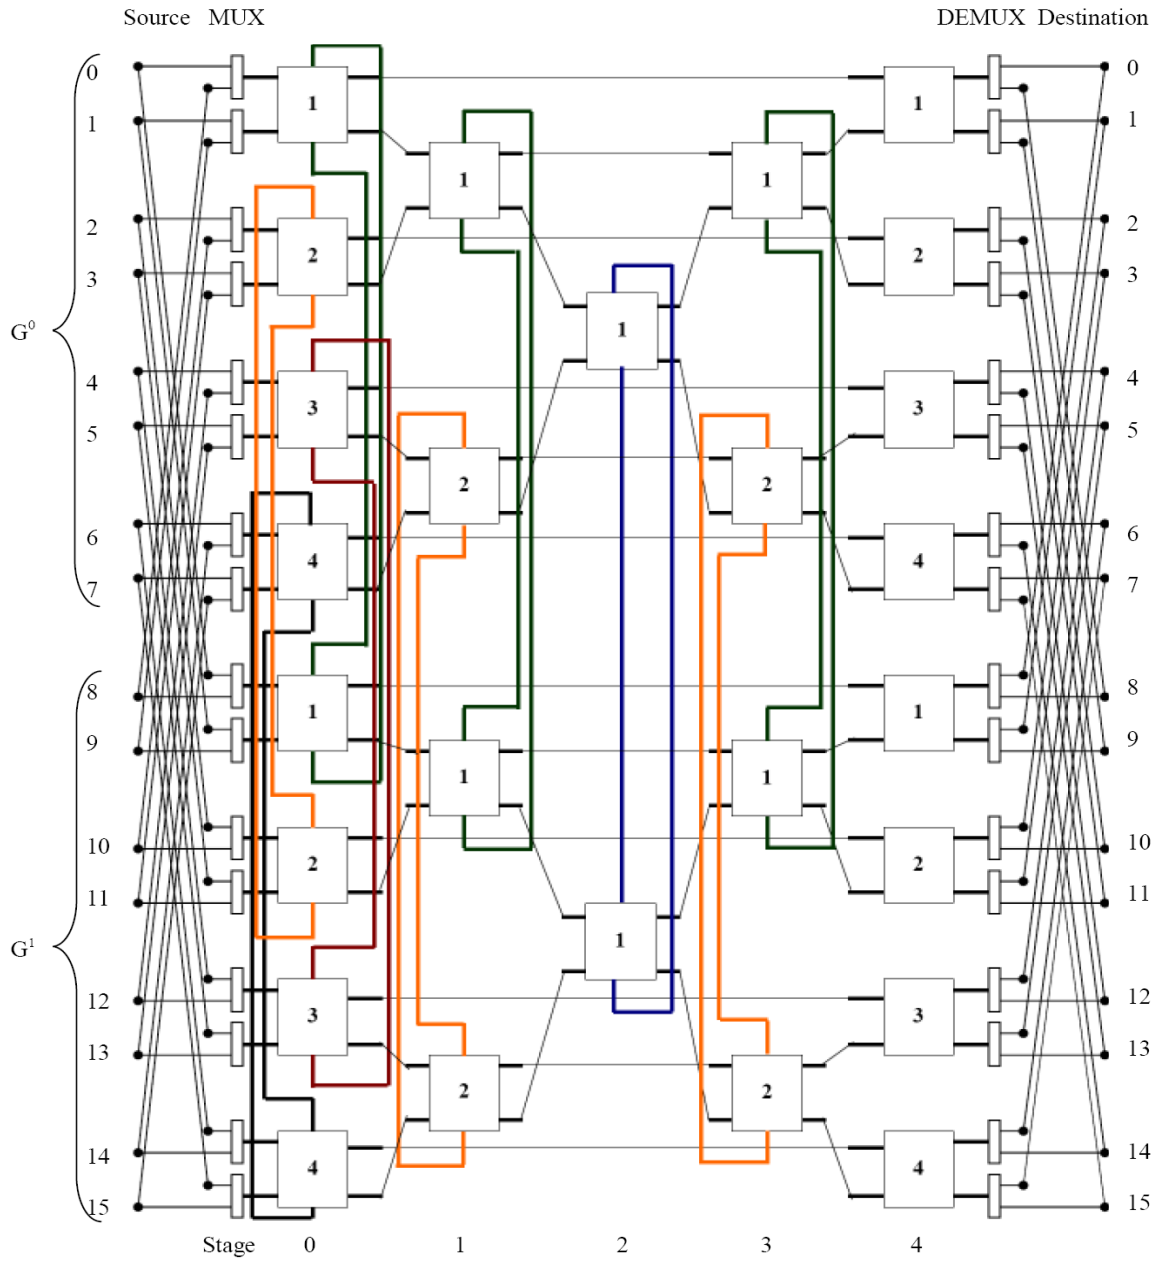 Source MUX DEMUX Destination
0 1 1 0
1 1 1 1
2 2 2 2
3 3
G⁰ 1
4 3 3 4
5 5
2 2
6 4 4 6
7 7
8 1 1 8
9 9
1 1
10 2 2 10
11 11
G¹ 1
12 3 3 12
13 13
2 2
14 4 4 14
15 15
Stage 0 1 2 3 4